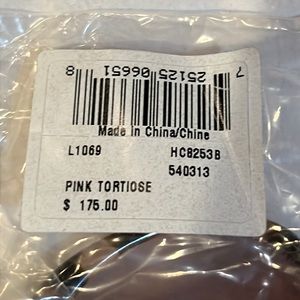 7 25125 06651 8
Made in China/Chine
L1069 HC8253B
540313
PINK TORTIOSE
$ 175.00